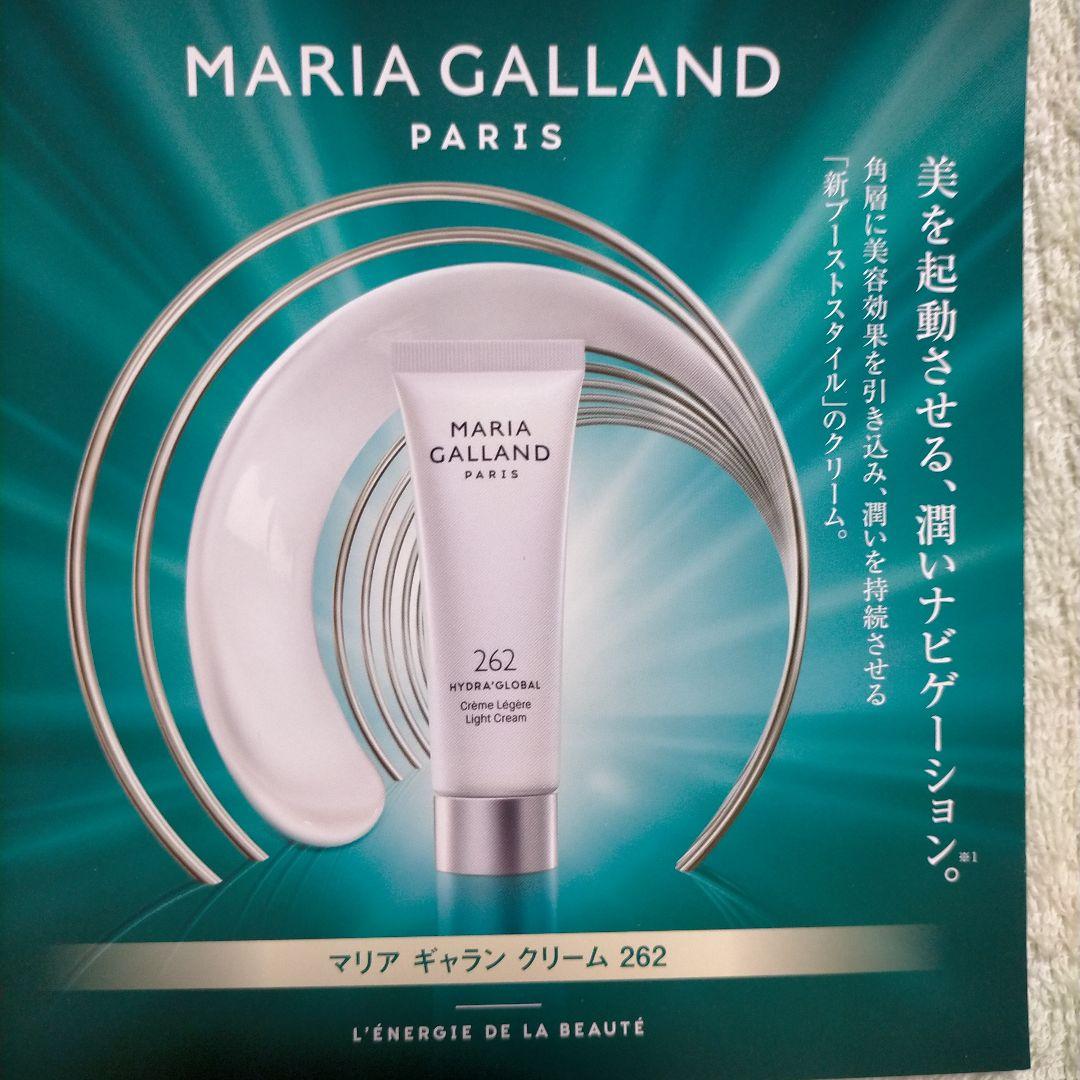 MARIA GALLAND
PARIS
美を起動させる、潤いナビゲーション。※1
角層に美容効果を引き込み、潤いを持続させる
「新ブーストスタイル」のクリーム。
MARIA
GALLAND
PARIS
262
HYDRA'GLOBAL
Crème Légère
Light Cream
マリア ギャラン クリーム 262
L'ÉNERGIE DE LA BEAUTÉ